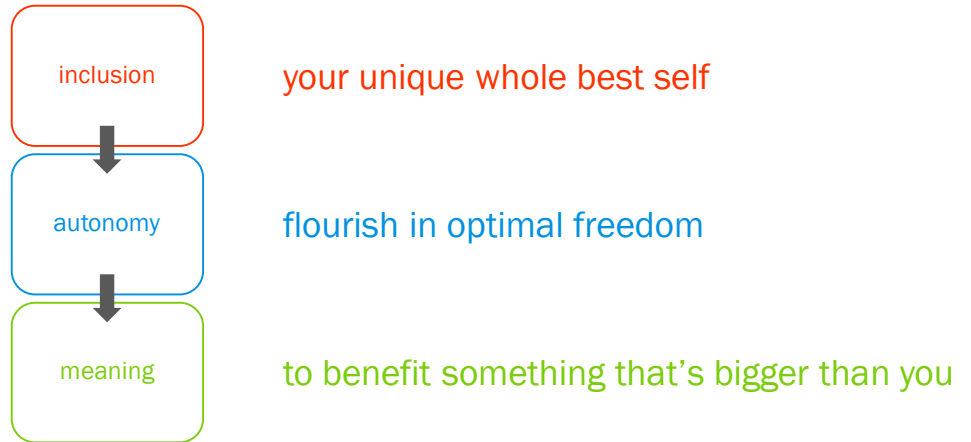 inclusion
your unique whole best self
autonomy
flourish in optimal freedom
meaning
to benefit something that’s bigger than you